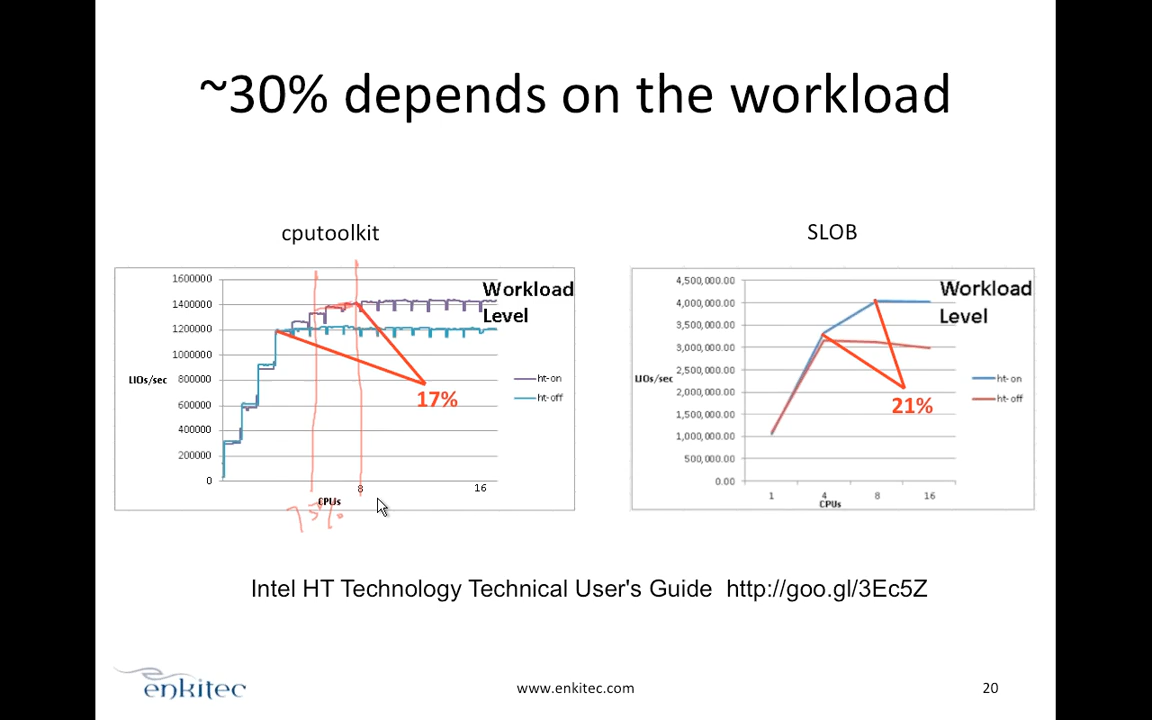 ~30% depends on the workload
cputoolkit
1600000
1400000
1200000
1000000
800000
600000
400000
200000
0
LIOs/sec
Workload
Level
ht-on
ht-off
17%
8
16
CPUs
75%
SLOB
4,500,000.00
4,000,000.00
3,500,000.00
3,000,000.00
2,500,000.00
2,000,000.00
1,500,000.00
1,000,000.00
500,000.00
0.00
LIOs/sec
Workload
Level
ht-on
ht-off
21%
1 4 8 16
CPUs
Intel HT Technology Technical User's Guide http://goo.gl/3Ec5Z
enkitec
www.enkitec.com
20